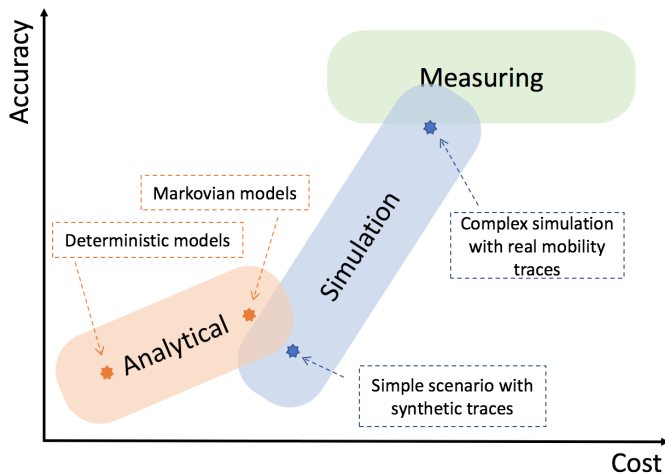 Accuracy
Measuring
Markovian models
Deterministic models
Complex simulation
with real mobility
traces
Simulation
Analytical
Simple scenario with
synthetic traces
Cost